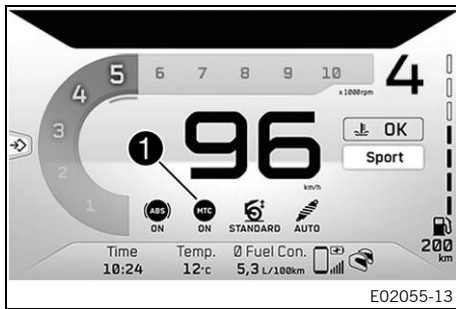 1 2 3 4 5 6 7 8 9 10
x1000rpm
4
96
km/h
OK
Sport
1
ABS MTC
ON ON STANDARD AUTO
200
km
Time Temp. Ø Fuel Con.
10:24 12°C 5,3 L/100km
E02055-13